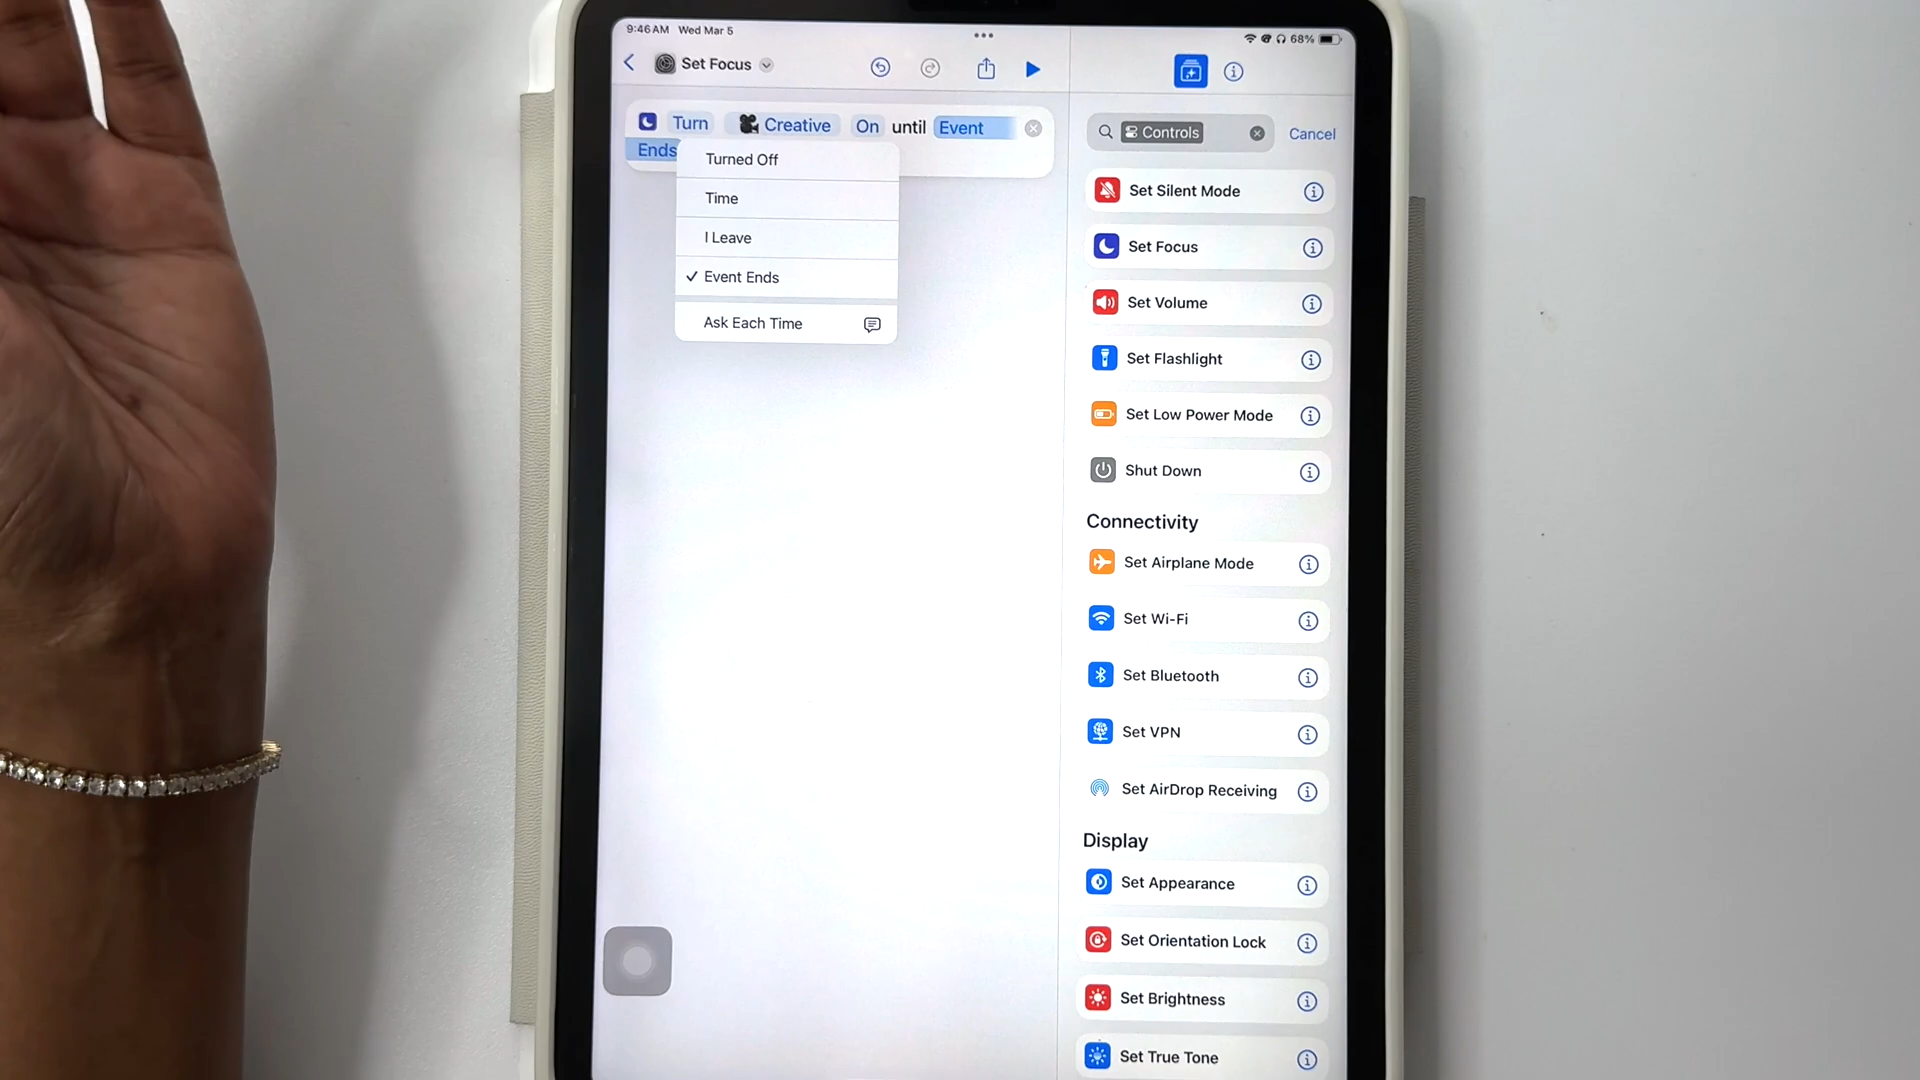 9:46 AM Wed Mar 5
68%
Set Focus
Turn Creative On until Event
Ends
Turned Off
Time
I Leave
Event Ends
Ask Each Time
Controls
Cancel
Set Silent Mode
Set Focus
Set Volume
Set Flashlight
Set Low Power Mode
Shut Down
Connectivity
Set Airplane Mode
Set Wi-Fi
Set Bluetooth
Set VPN
Set AirDrop Receiving
Display
Set Appearance
Set Orientation Lock
Set Brightness
Set True Tone